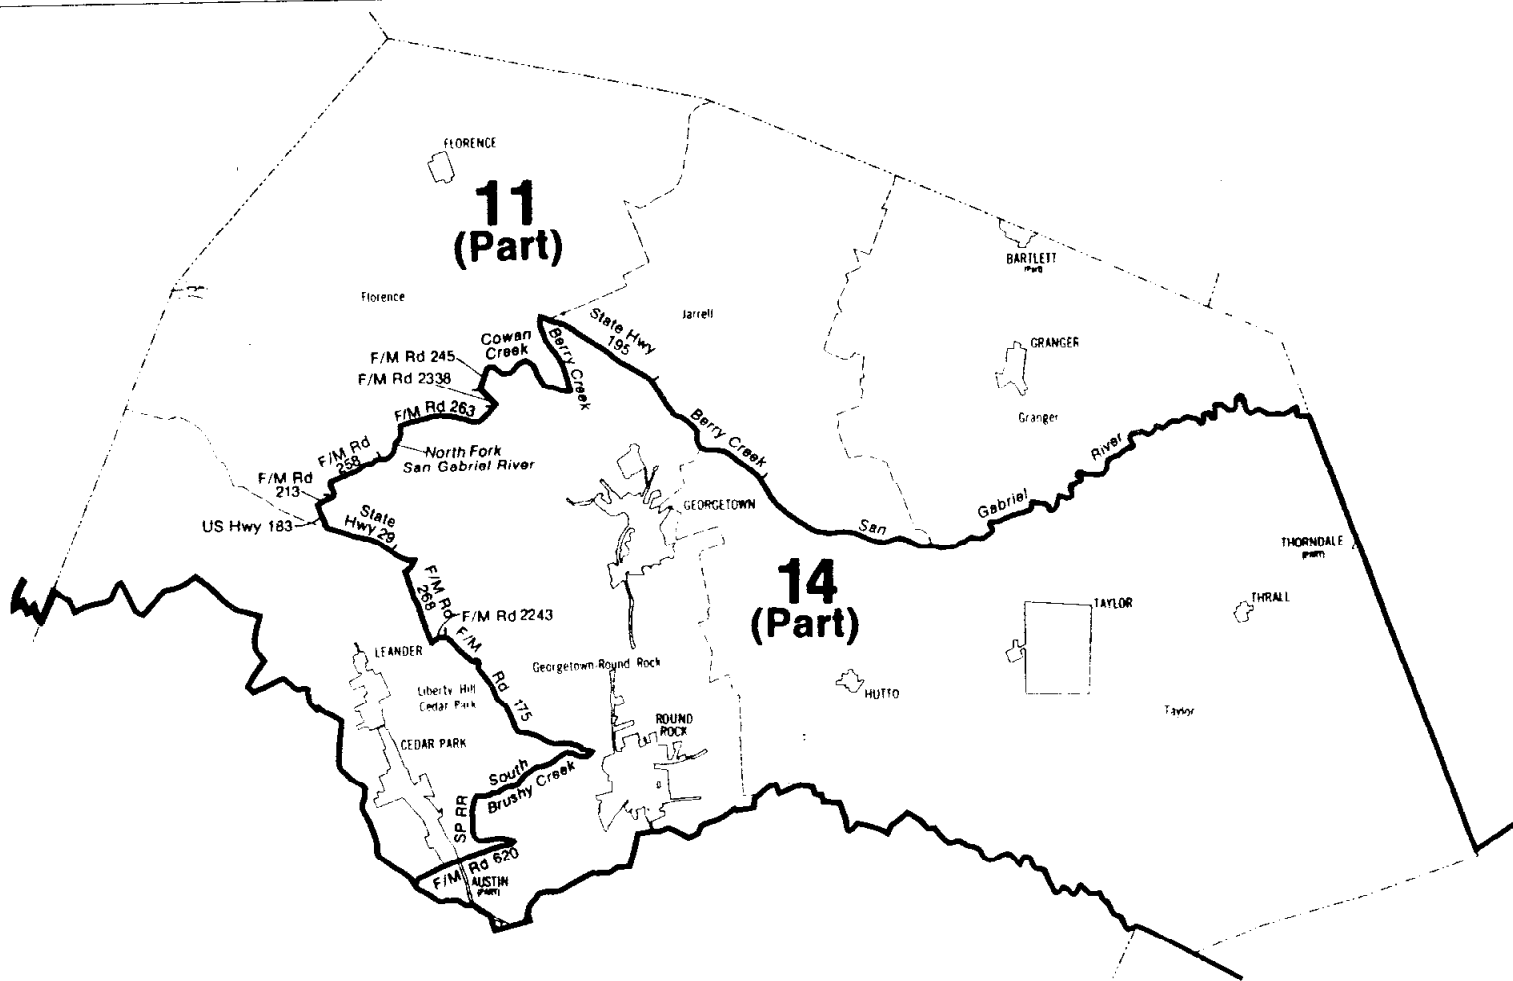 FLORENCE
11
(Part)
BARTLETT
(Part)
Florence
Jarrell
State Hwy
195
Cowan
Creek
Berry Creek
GRANGER
F/M Rd 245
F/M Rd 2338
F/M Rd 263
Granger
Berry Creek
River
North Fork
San Gabriel River
F/M Rd
258
F/M Rd
213
US Hwy 183
State
Hwy 29
GEORGETOWN
San
Gabriel
THORNDALE
(PART)
14
(Part)
F/M Rd
268
F/M Rd 2243
TAYLOR
THRALL
LEANDER
F/M
Rd 175
Georgetown-Round Rock
Liberty Hill
Cedar Park
HUTTO
Taylor
ROUND
ROCK
CEDAR PARK
South
Brushy Creek
SP RR
F/M Rd 620
AUSTIN
(PART)